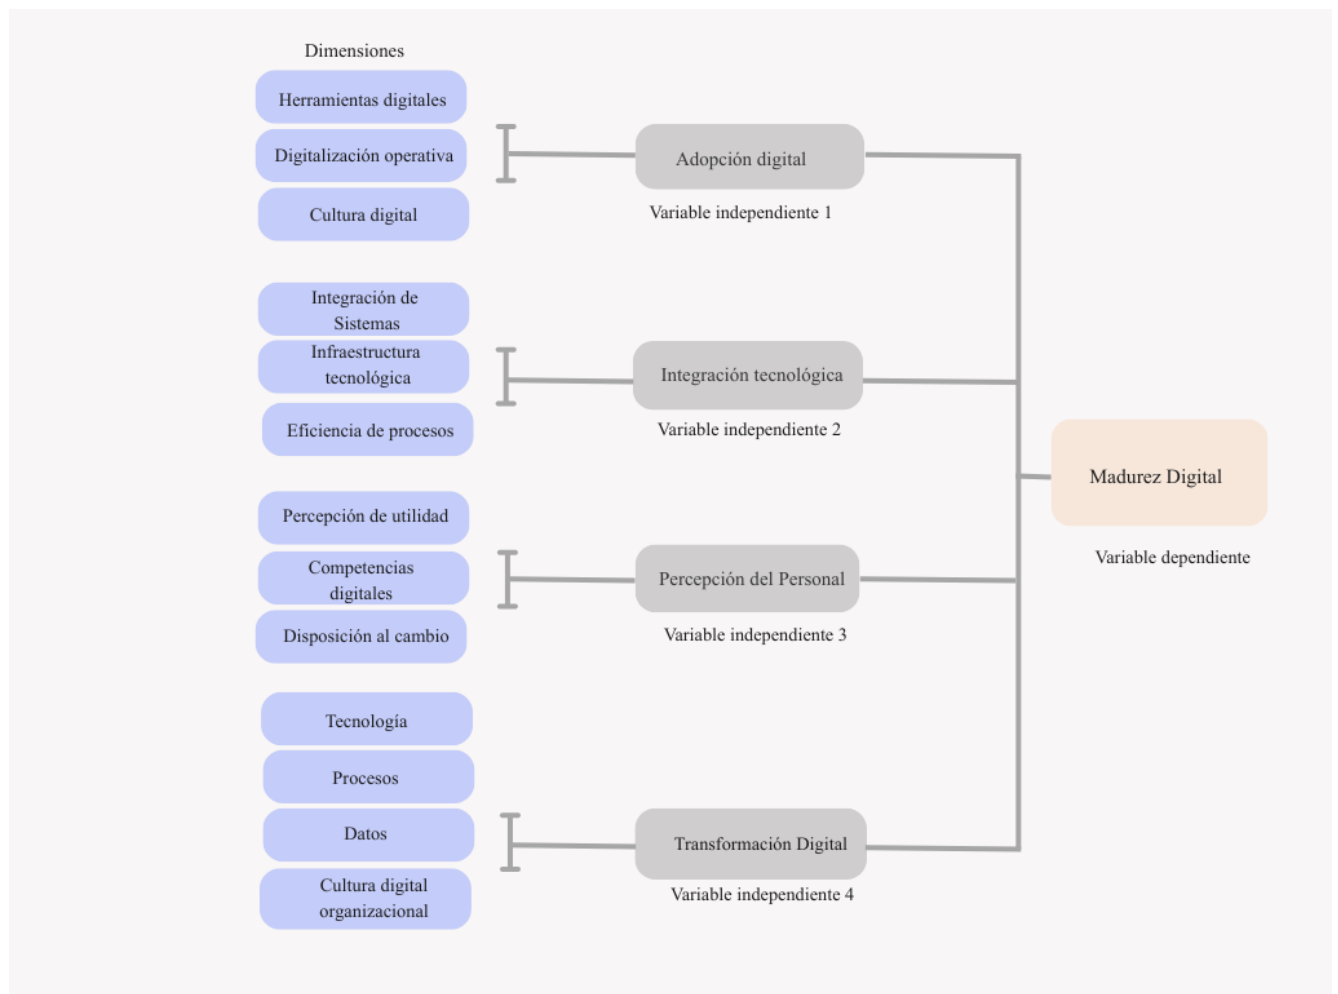 Dimensiones
Herramientas digitales
Digitalización operativa
Cultura digital
Adopción digital
Variable independiente 1
Integración de
Sistemas
Infraestructura
tecnológica
Eficiencia de procesos
Integración tecnológica
Variable independiente 2
Percepción de utilidad
Competencias
digitales
Disposición al cambio
Percepción del Personal
Variable independiente 3
Tecnología
Procesos
Datos
Cultura digital
organizacional
Transformación Digital
Variable independiente 4
Madurez Digital
Variable dependiente